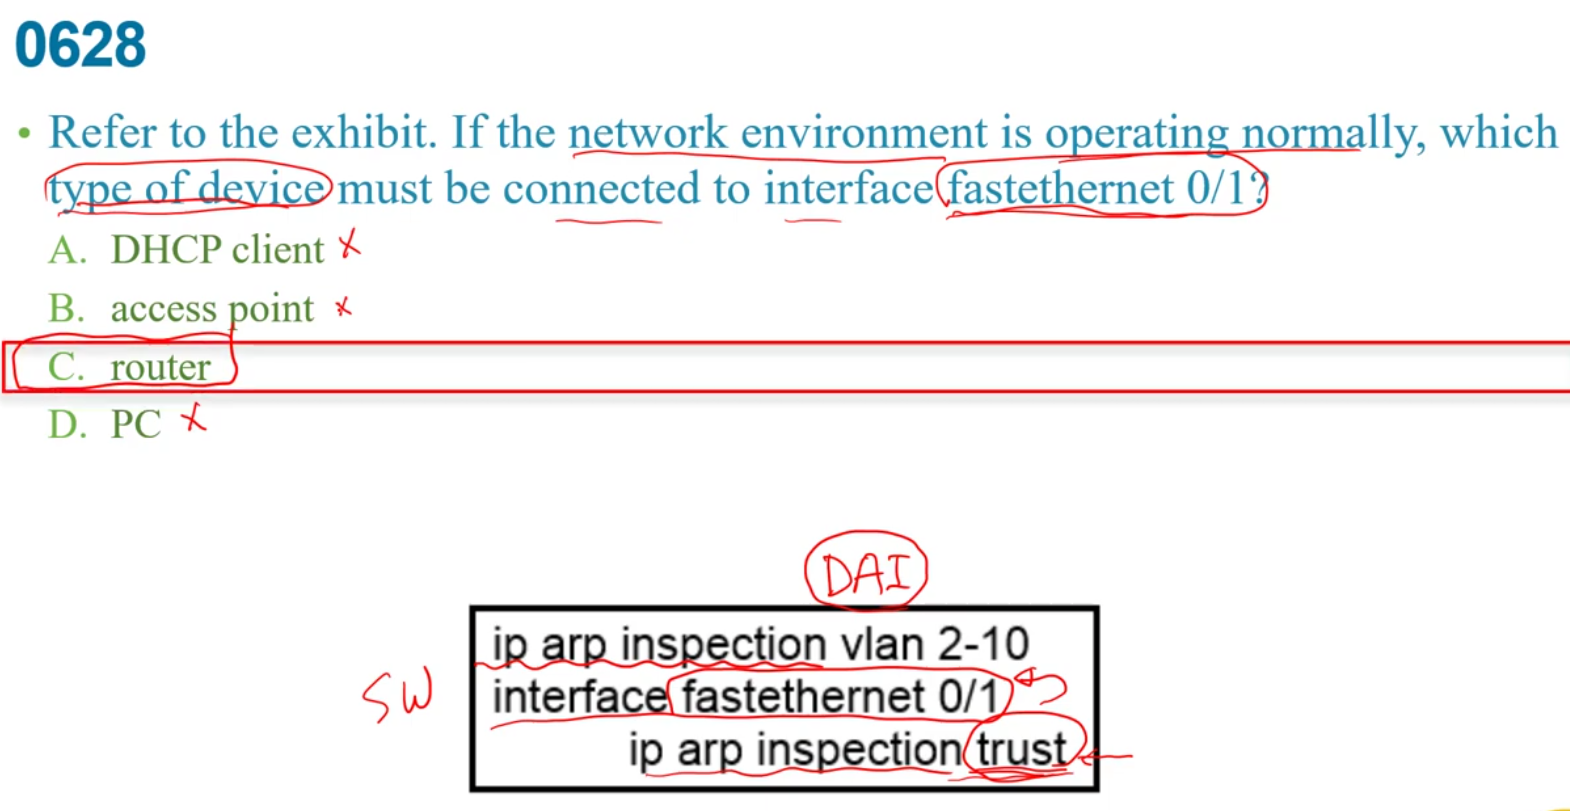 0628
• Refer to the exhibit. If the network environment is operating normally, which
type of device must be connected to interface fastethernet 0/1?
A. DHCP client x
B. access point x
C. router
D. PC x
DAI
ip arp inspection vlan 2-10
SW interface fastethernet 0/1
ip arp inspection trust